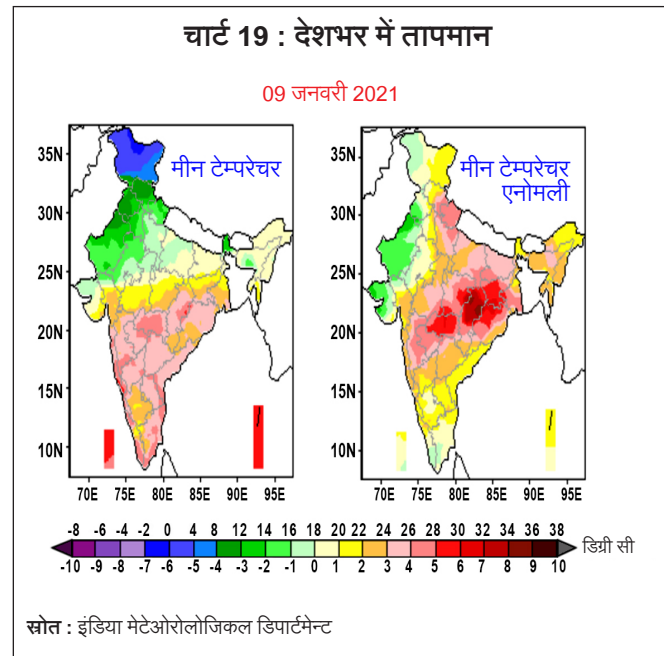 चार्ट 19 : देशभर में तापमान
09 जनवरी 2021
मीन टेम्परेचर
मीन टेम्परेचर
एनोमली
35N
30N
25N
20N
15N
10N
70E 75E 80E 85E 90E 95E
35N
30N
25N
20N
15N
10N
70E 75E 80E 85E 90E 95E
-8 -6 -4 -2 0 4 8 12 14 16 18 20 22 24 26 28 30 32 34 36 38
-10 -9 -8 -7 -6 -5 -4 -3 -2 -1 0 1 2 3 4 5 6 7 8 9 10
डिग्री सी
स्रोत : इंडिया मेटेओरोलोजिकल डिपार्टमेन्ट